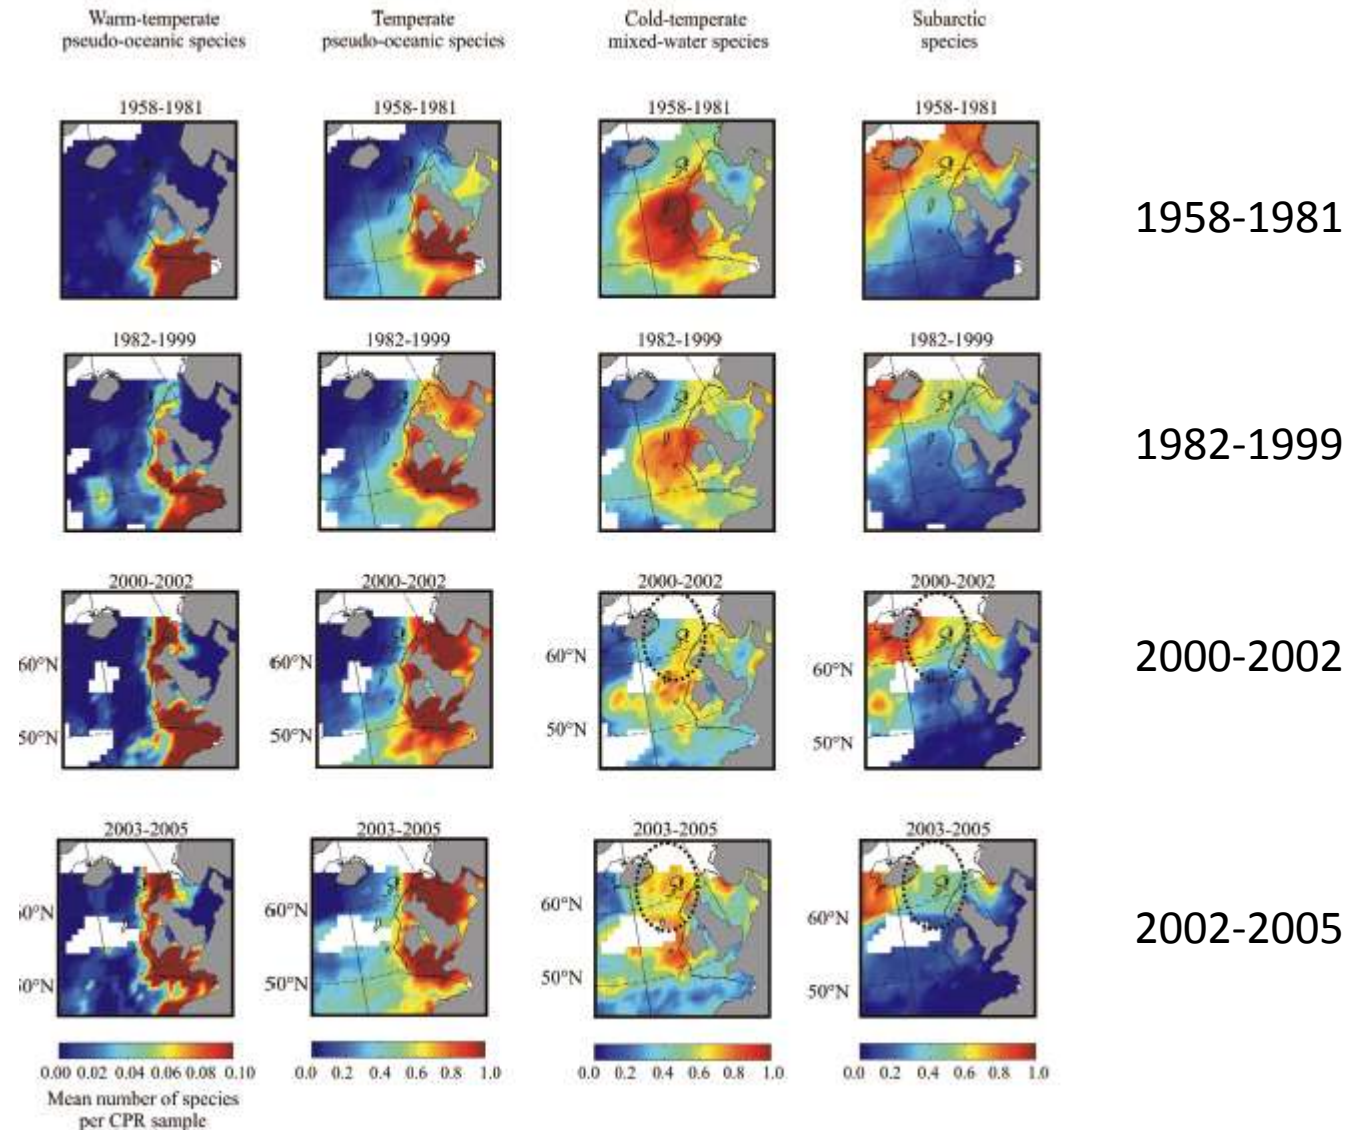 Warm-temperate
pseudo-oceanic species
Temperate
pseudo-oceanic species
Cold-temperate
mixed-water species
Subarctic
species
1958-1981
1958-1981
1958-1981
1958-1981
1958-1981
1982-1999
1982-1999
1982-1999
1982-1999
1982-1999
2000-2002
2000-2002
2000-2002
2000-2002
2000-2002
60°N
60°N
60°N
60°N
50°N
50°N
50°N
50°N
2003-2005
2003-2005
2003-2005
2003-2005
2002-2005
0°N
60°N
60°N
60°N
0°N
50°N
50°N
50°N
0.00 0.02 0.04 0.06 0.08 0.10
0.0 0.2 0.4 0.6 0.8 1.0
0.0 0.2 0.4 0.6 0.8 1.0
0.0 0.2 0.4 0.6 0.8 1.0
Mean number of species
per CPR sample